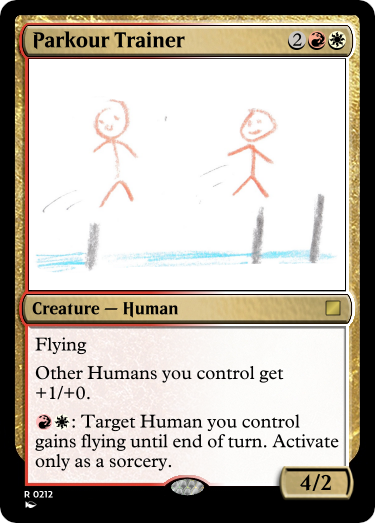 Parkour Trainer 2
Creature — Human
Flying
Other Humans you control get
+1/+0.
: Target Human you control
gains flying until end of turn. Activate
only as a sorcery.
4/2
R 0212